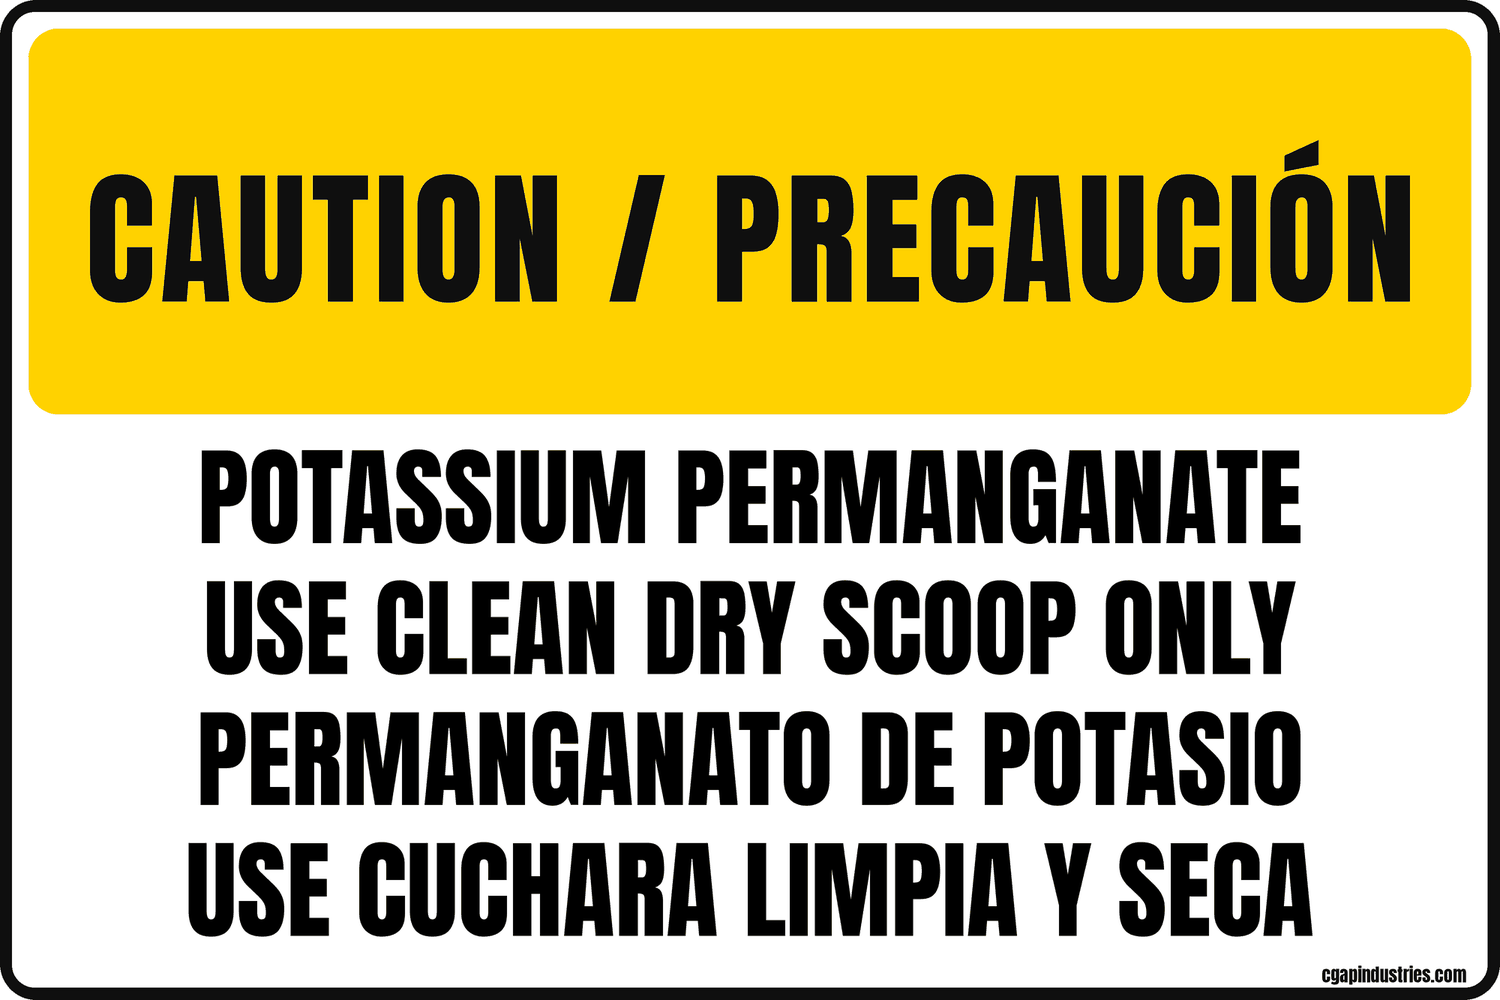 CAUTION / PRECAUCIÓN
POTASSIUM PERMANGANATE
USE CLEAN DRY SCOOP ONLY
PERMANGANATO DE POTASIO
USE CUCHARA LIMPIA Y SECA
cgapindustries.com